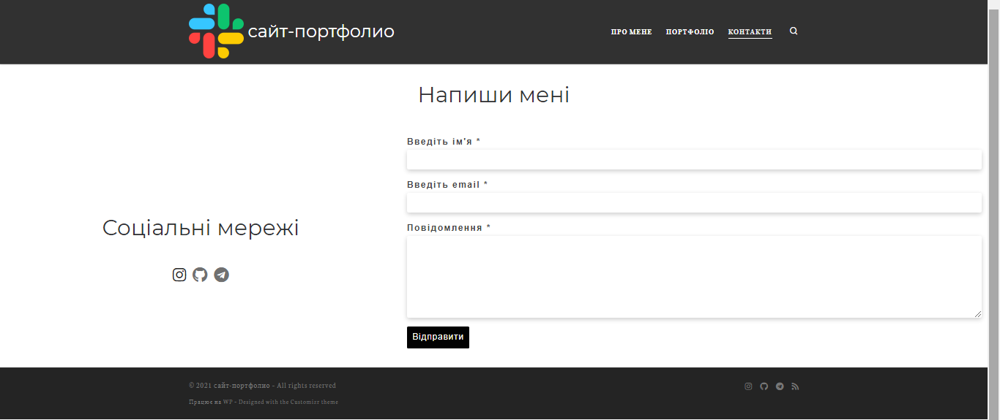 сайт-портфолио
ПРО МЕНЕ ПОРТФОЛІО КОНТАКТИ
Напиши мені
Введіть ім'я *
Введіть email *
Повідомлення *
Відправити
Соціальні мережі
© 2021 сайт-портфолио - All rights reserved
Працює на WP - Designed with the Customizr theme